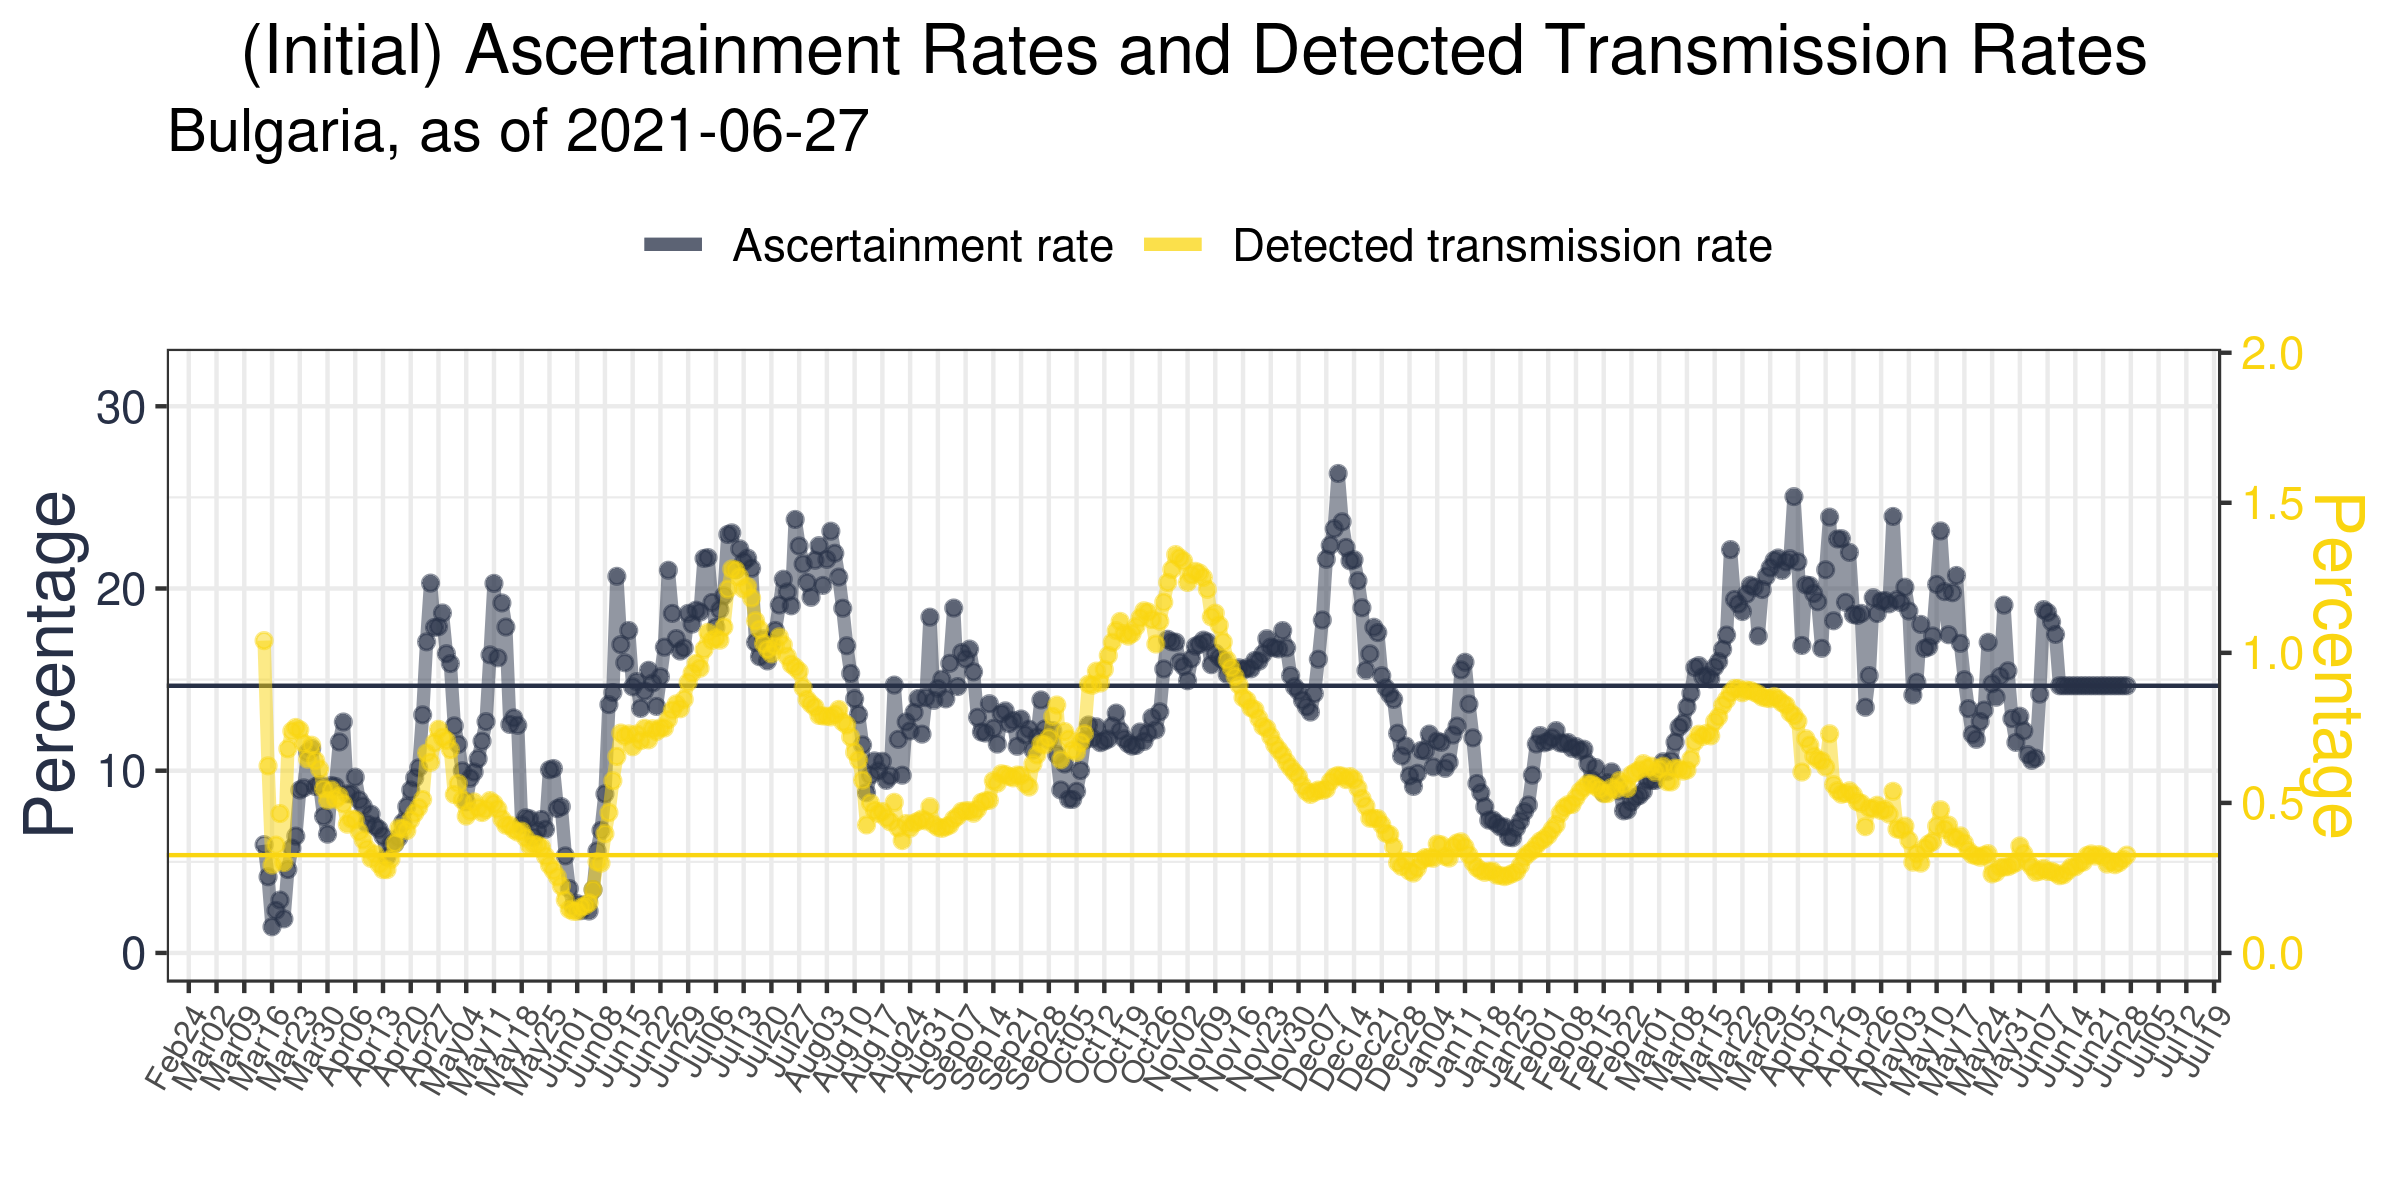 (Initial) Ascertainment Rates and Detected Transmission Rates
Bulgaria, as of 2021-06-27
Ascertainment rate
Detected transmission rate
Percentage
30
20
10
0
2.0
1.5
1.0
0.5
0.0
Percentage
Feb24
Mar02
Mar09
Mar16
Mar23
Mar30
Apr06
Apr13
Apr20
Apr27
May04
May11
May18
May25
Jun01
Jun08
Jun15
Jun22
Jun29
Jul06
Jul13
Jul20
Jul27
Aug03
Aug10
Aug17
Aug24
Aug31
Sep07
Sep14
Sep21
Sep28
Oct05
Oct12
Oct19
Oct26
Nov02
Nov09
Nov16
Nov23
Nov30
Dec07
Dec14
Dec21
Dec28
Jan04
Jan11
Jan18
Jan25
Feb01
Feb08
Feb15
Feb22
Mar01
Mar08
Mar15
Mar22
Mar29
Apr05
Apr12
Apr19
Apr26
May03
May10
May17
May24
May31
Jun07
Jun14
Jun21
Jun28
Jul05
Jul12
Jul19